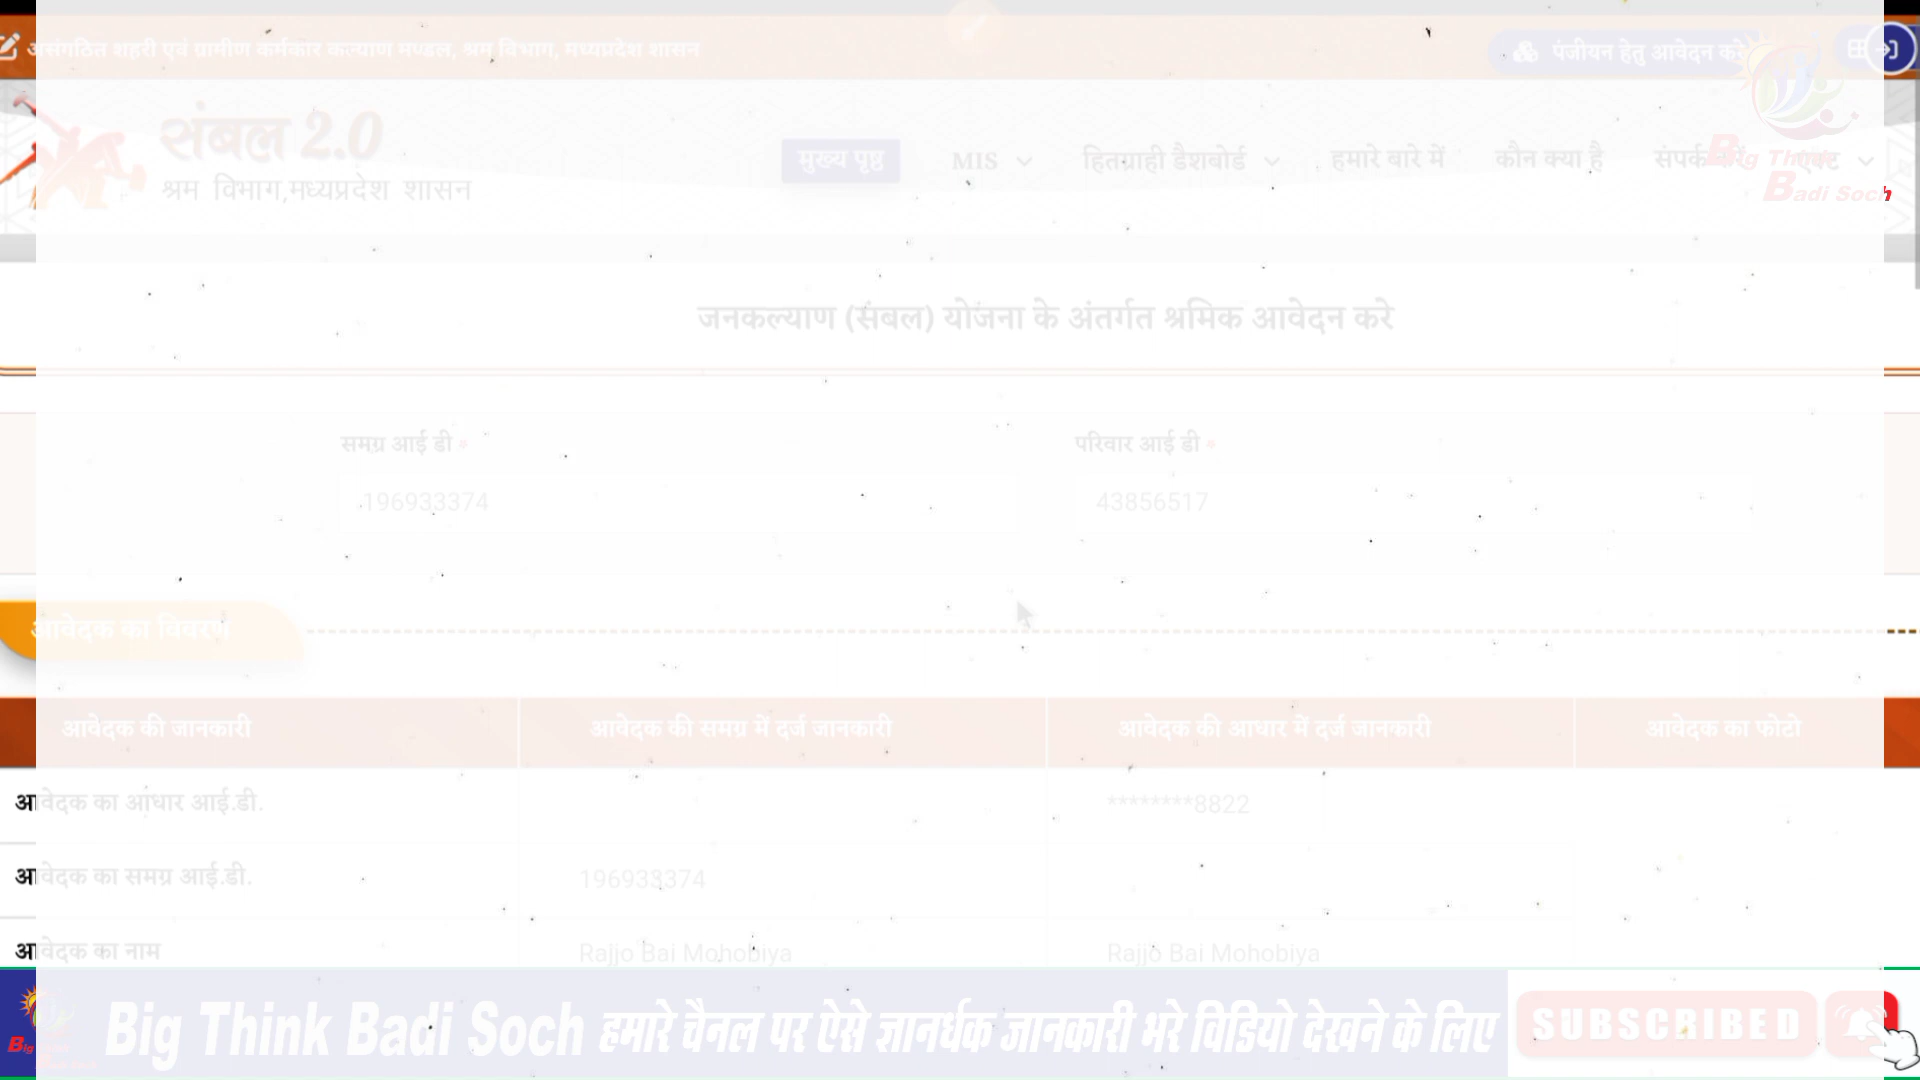 असंगठित शहरी एवं ग्रामीण कर्मकार कल्याण मण्डल, श्रम विभाग, मध्यप्रदेश शासन
पंजीयन हेतु आवेदन करे
संबल 2.0
श्रम विभाग,मध्यप्रदेश शासन
मुख्य पृष्ठ MIS हितग्राही डैशबोर्ड हमारे बारे में कौन क्या है संपर्क
Big Think
Badi Soch
जनकल्याण (संबल) योजना के अंतर्गत श्रमिक आवेदन करे
समग्र आई डी * परिवार आई डी *
196933374 43856517
आवेदक का विवरण
आवेदक की जानकारी आवेदक की समग्र में दर्ज जानकारी आवेदक की आधार में दर्ज जानकारी आवेदक का फोटो
आवेदक का आधार आई.डी. ********8822
आवेदक का समग्र आई.डी. 196933374
आवेदक का नाम Rajjo Bai Mohobiya Rajjo Bai Mohobiya
Big Think Badi Soch हमारे चैनल पर ऐसे ज्ञानर्धक जानकारी भरे विडियो देखने के लिए SUBSCRIBED